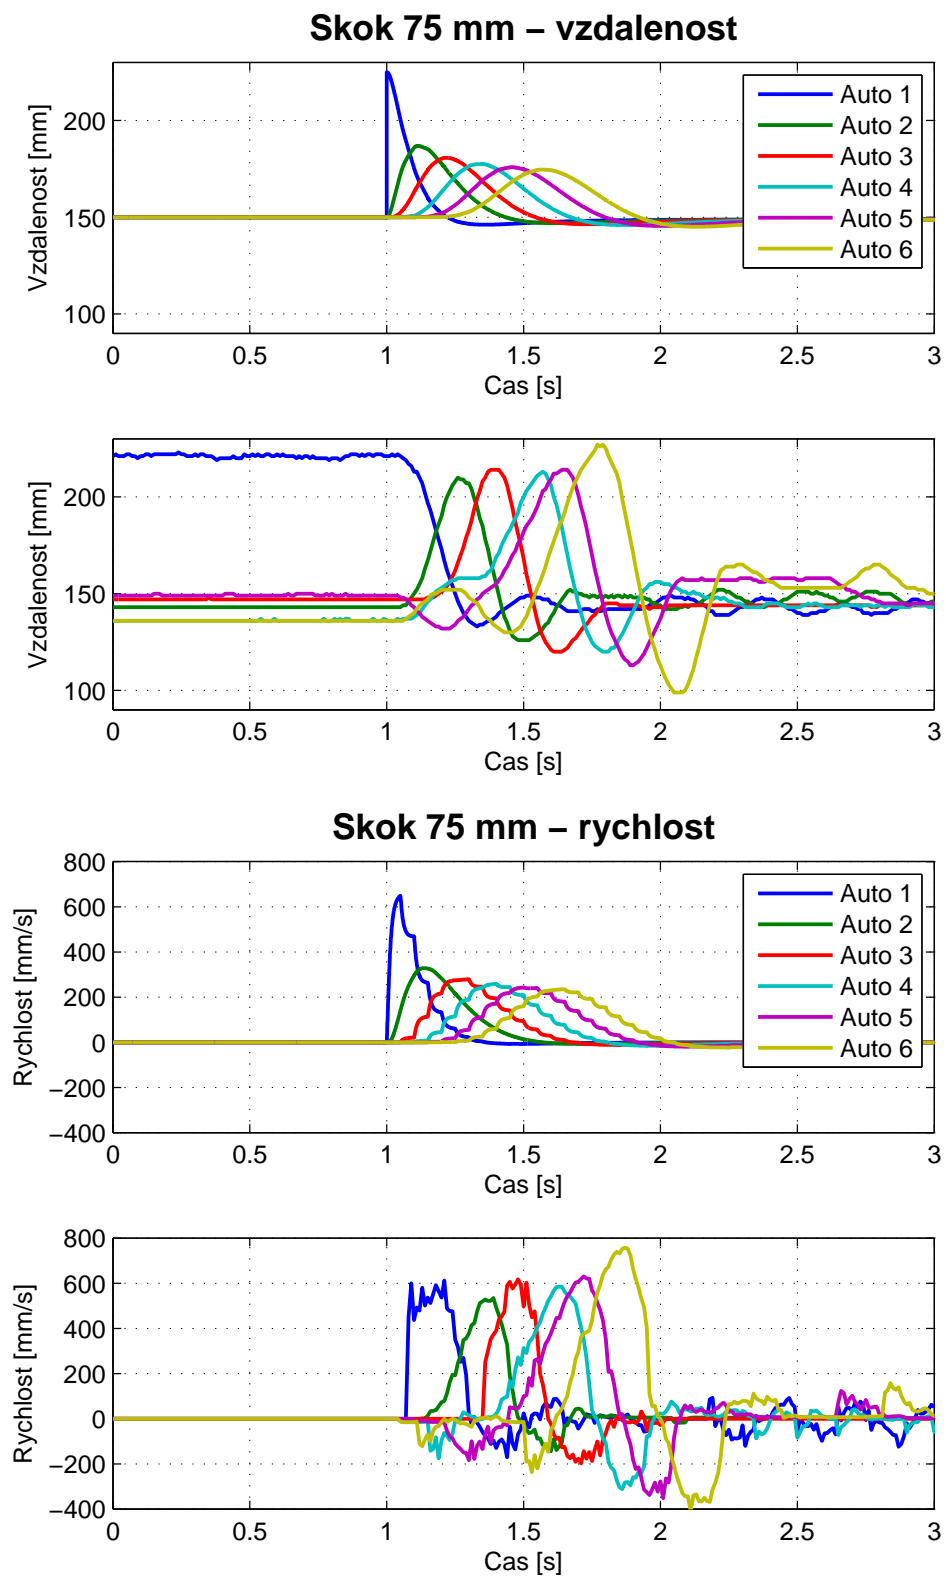 Skok 75 mm – vzdalenost
Vzdalenost [mm]
200
150
100
0
0.5
1
1.5
2
2.5
3
Cas [s]
Auto 1
Auto 2
Auto 3
Auto 4
Auto 5
Auto 6
Vzdalenost [mm]
200
150
100
0
0.5
1
1.5
2
2.5
3
Cas [s]
Skok 75 mm – rychlost
Rychlost [mm/s]
800
600
400
200
0
−200
−400
0
0.5
1
1.5
2
2.5
3
Cas [s]
Auto 1
Auto 2
Auto 3
Auto 4
Auto 5
Auto 6
Rychlost [mm/s]
800
600
400
200
0
−200
−400
0
0.5
1
1.5
2
2.5
3
Cas [s]